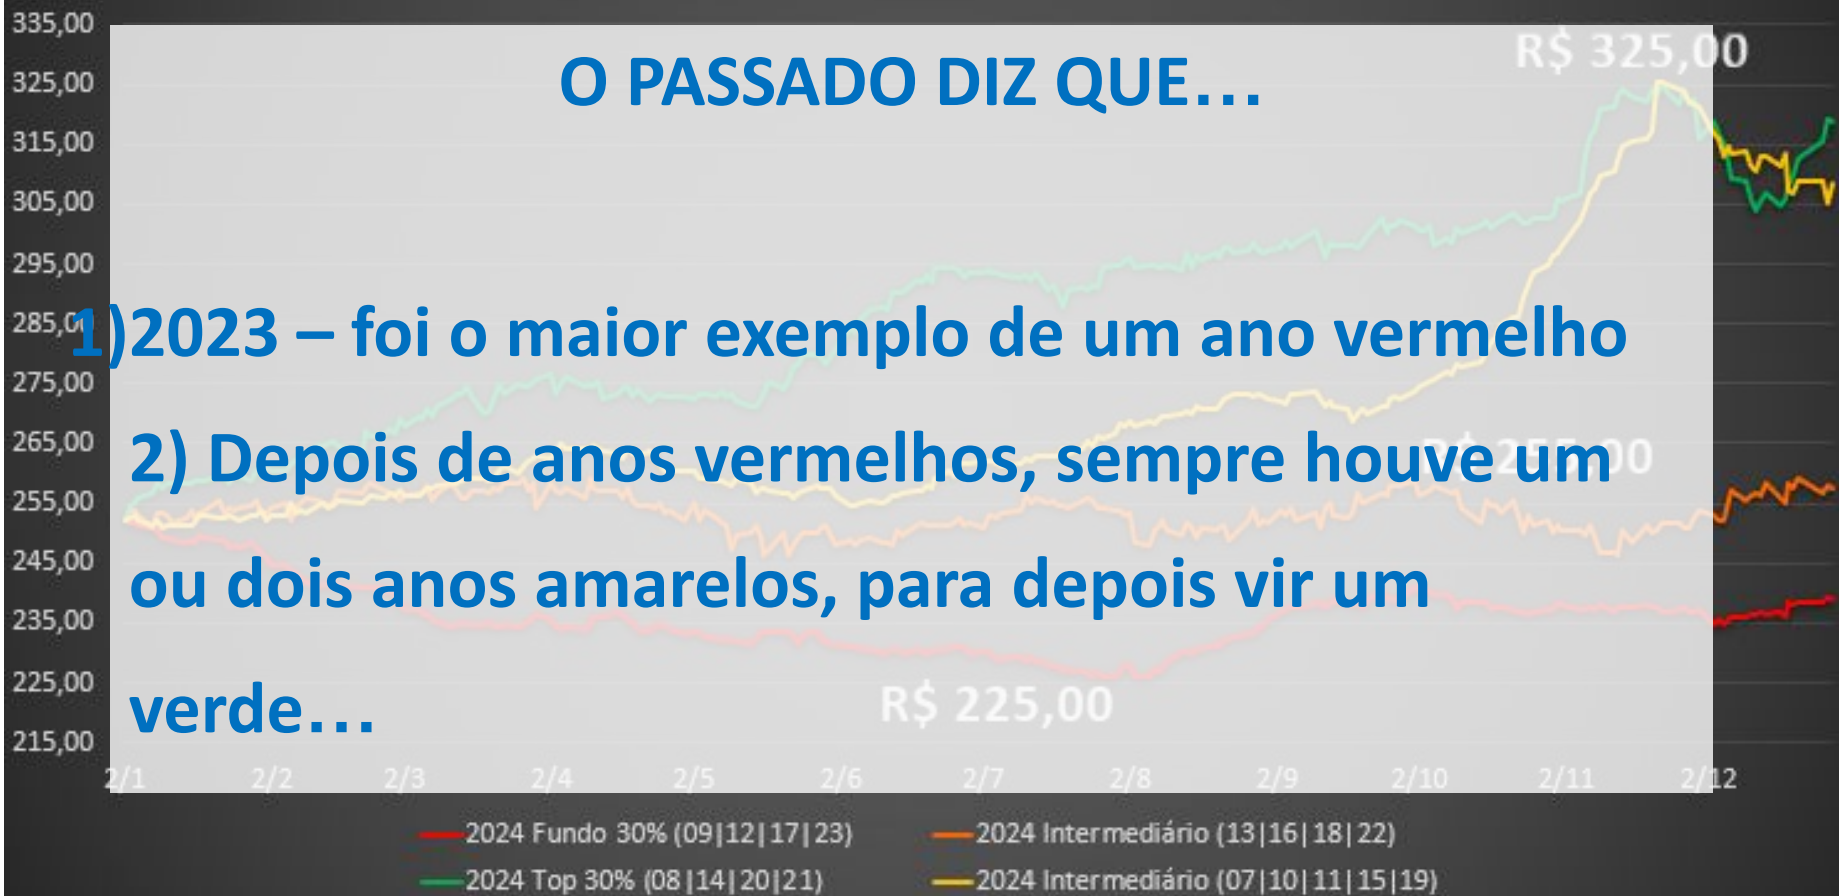 335,00
325,00
315,00
305,00
295,00
285,00
275,00
265,00
255,00
245,00
235,00
225,00
215,00
R$ 325,00
O PASSADO DIZ QUE...
1)2023 – foi o maior exemplo de um ano vermelho
2) Depois de anos vermelhos, sempre houve um
R$ 255,00
ou dois anos amarelos, para depois vir um
verde...
R$ 225,00
2/1 2/2 2/3 2/4 2/5 2/6 2/7 2/8 2/9 2/10 2/11 2/12
2024 Fundo 30% (09|12|17|23) 2024 Intermediário (13|16|18|22)
2024 Top 30% (08|14|20|21) 2024 Intermediário (07|10|11|15|19)